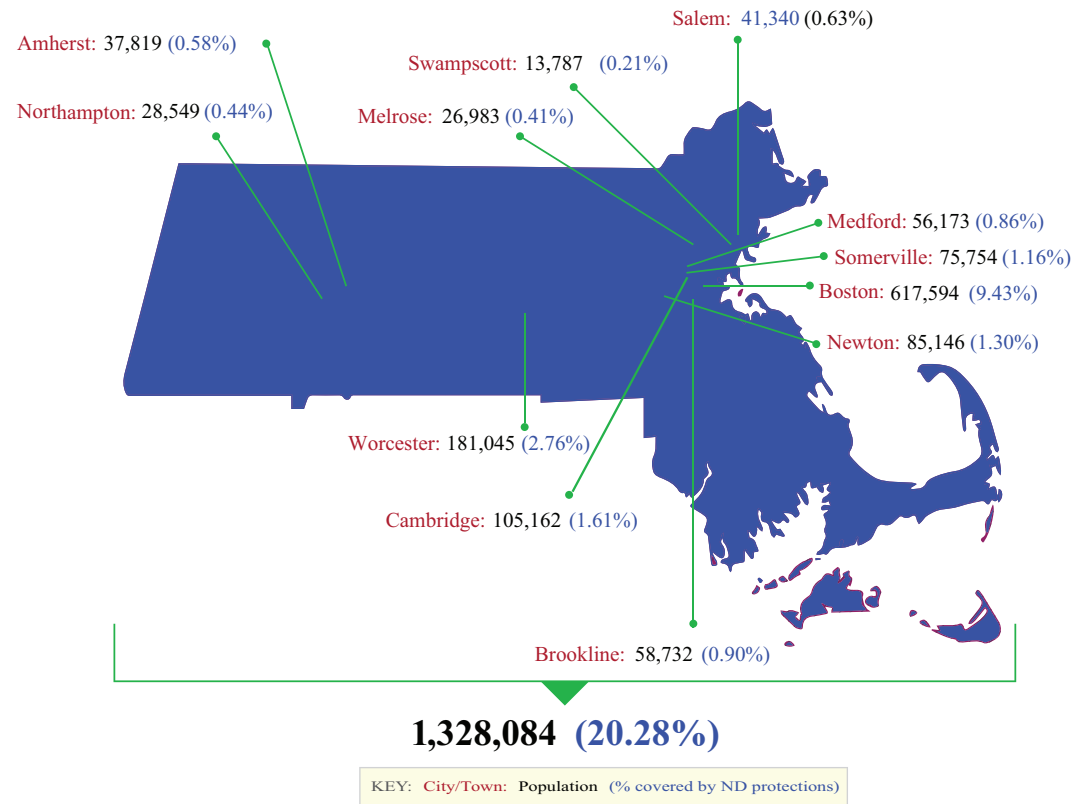 Salem: 41,340 (0.63%)
Amherst: 37,819 (0.58%)
Swampscott: 13,787 (0.21%)
Northampton: 28,549 (0.44%)
Melrose: 26,983 (0.41%)
Medford: 56,173 (0.86%)
Somerville: 75,754 (1.16%)
Boston: 617,594 (9.43%)
Newton: 85,146 (1.30%)
Worcester: 181,045 (2.76%)
Cambridge: 105,162 (1.61%)
Brookline: 58,732 (0.90%)
1,328,084 (20.28%)
KEY: City/Town: Population (% covered by ND protections)